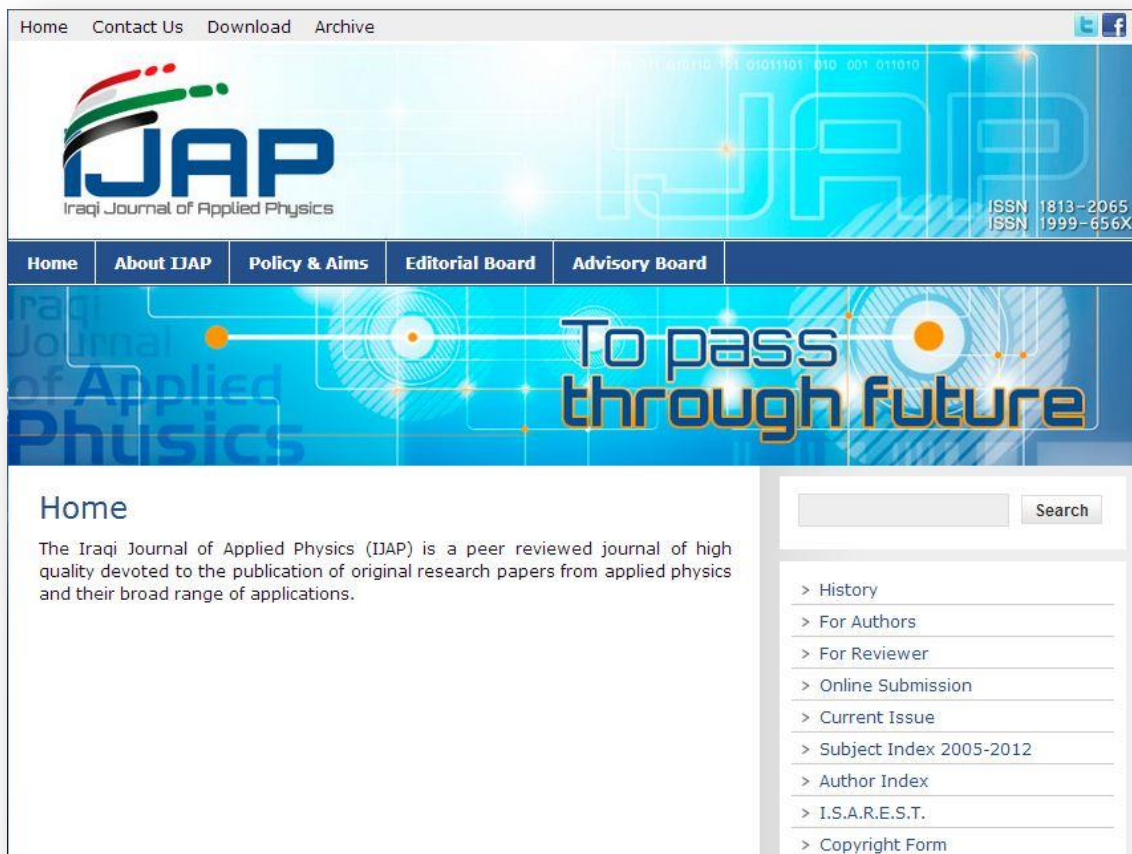 Home Contact Us Download Archive
IJAP
Iraqi Journal of Applied Physics
IJAP
ISSN 1813-2065
ISSN 1999-656X
Home About IJAP Policy & Aims Editorial Board Advisory Board
Iraqi
Journal
of Applied
Physics
To pass
through future
Home
The Iraqi Journal of Applied Physics (IJAP) is a peer reviewed journal of high
quality devoted to the publication of original research papers from applied physics
and their broad range of applications.
Search
> History
> For Authors
> For Reviewer
> Online Submission
> Current Issue
> Subject Index 2005-2012
> Author Index
> I.S.A.R.E.S.T.
> Copyright Form